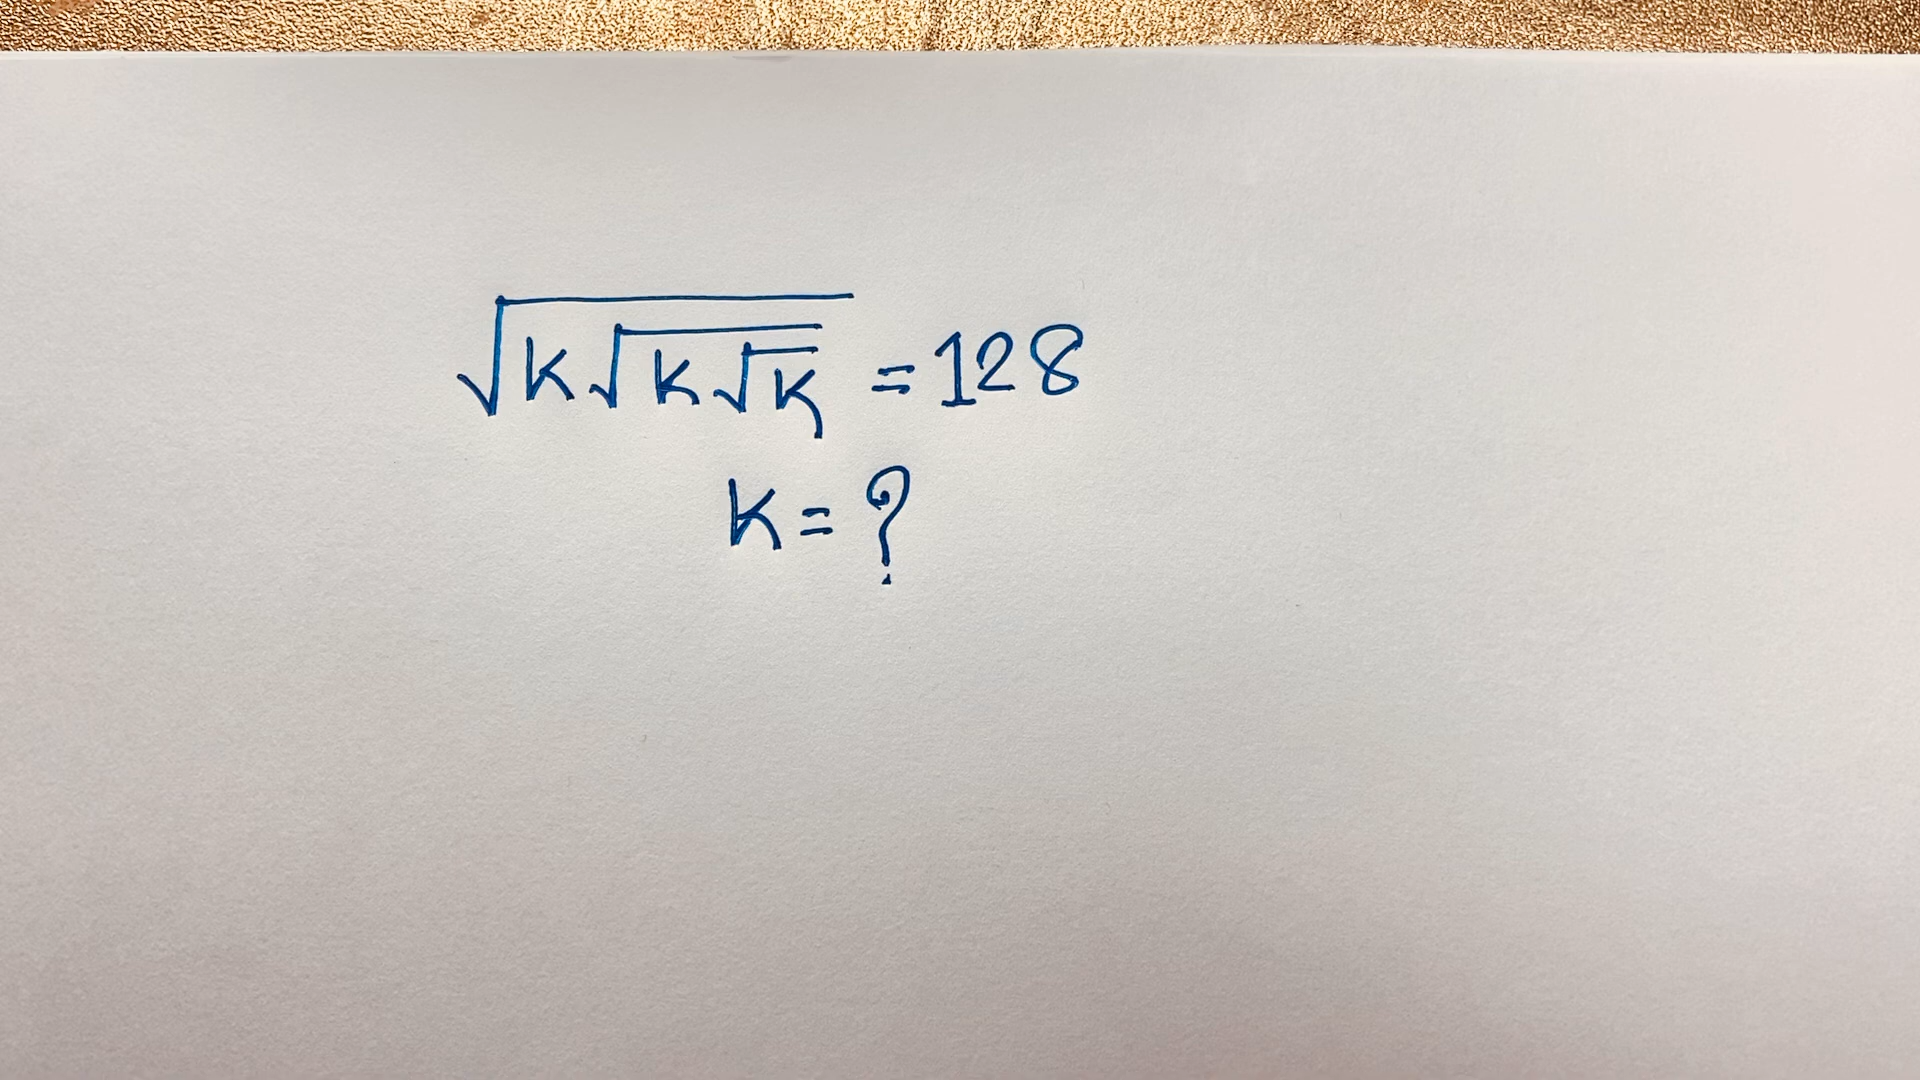 √(K√(K√K)) = 128
K = ?